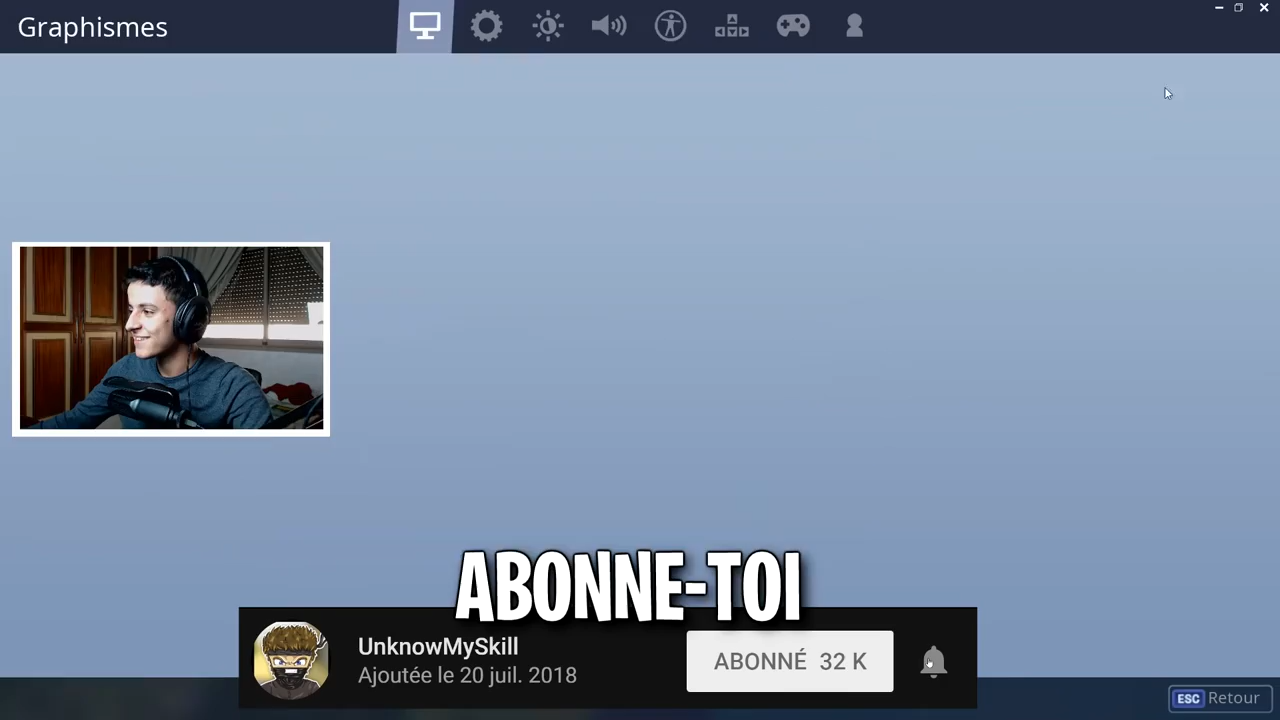 Graphismes
ABONNE-TOI
UnknowMySkill
Ajoutée le 20 juil. 2018
ABONNÉ 32 K
ESC Retour